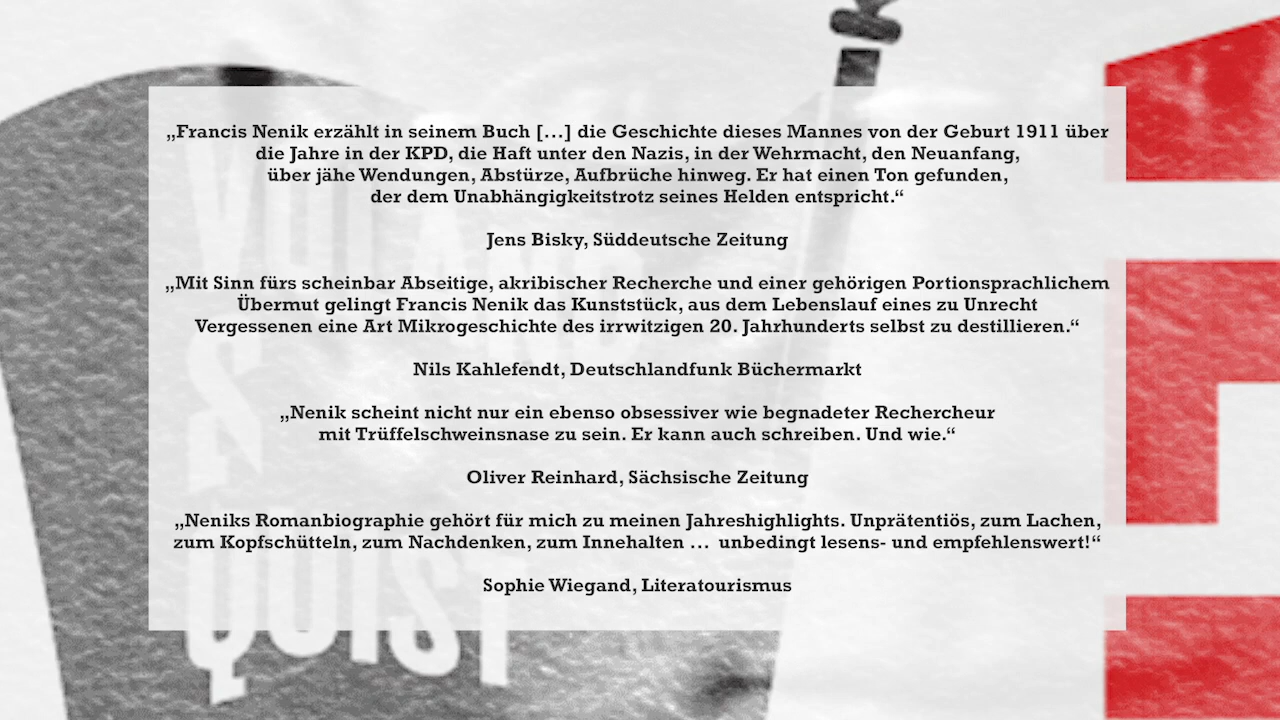 „Francis Nenik erzählt in seinem Buch [...] die Geschichte dieses Mannes von der Geburt 1911 über
die Jahre in der KPD, die Haft unter den Nazis, in der Wehrmacht, den Neuanfang,
über jähe Wendungen, Abstürze, Aufbrüche hinweg. Er hat einen Ton gefunden,
der dem Unabhängigkeitstrotz seines Helden entspricht.“
Jens Bisky, Süddeutsche Zeitung
„Mit Sinn fürs scheinbar Abseitige, akribischer Recherche und einer gehörigen Portionsprachlichem
Übermut gelingt Francis Nenik das Kunststück, aus dem Lebenslauf eines zu Unrecht
Vergessenen eine Art Mikrogeschichte des irrwitzigen 20. Jahrhunderts selbst zu destillieren.“
Nils Kahlefendt, Deutschlandfunk Büchermarkt
„Nenik scheint nicht nur ein ebenso obsessiver wie begnadeter Rechercheur
mit Trüffelschweinsnase zu sein. Er kann auch schreiben. Und wie.“
Oliver Reinhard, Sächsische Zeitung
„Neniks Romanbiographie gehört für mich zu meinen Jahreshighlights. Unprätentiös, zum Lachen,
zum Kopfschütteln, zum Nachdenken, zum Innehalten ... unbedingt lesens- und empfehlenswert!“
Sophie Wiegand, Literatourismus
&
QUIST